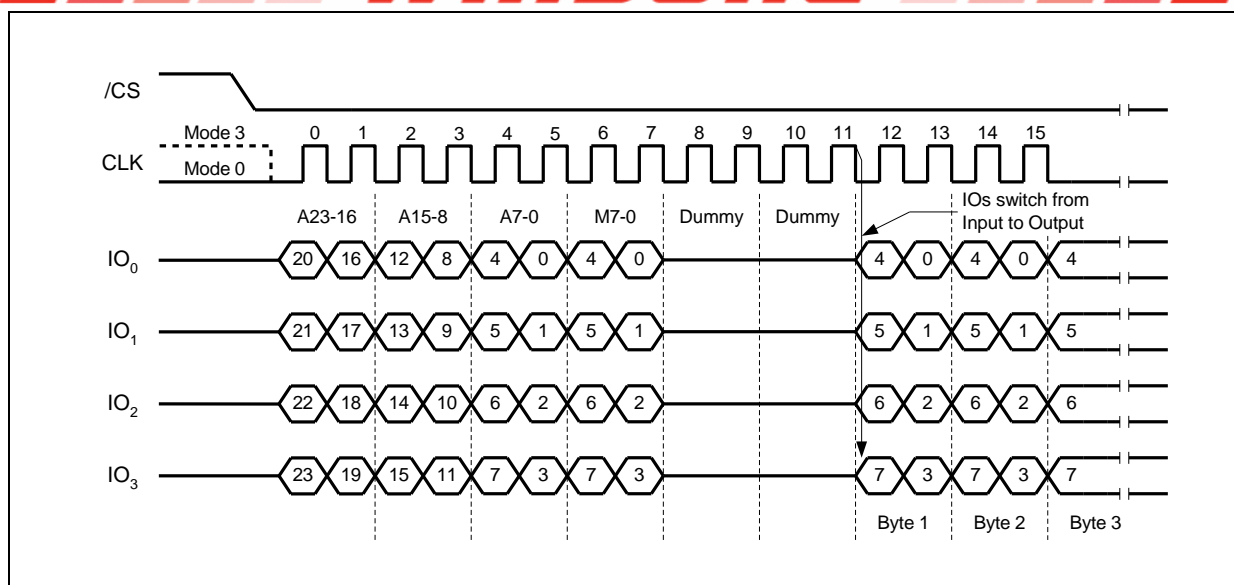 /CS
Mode 3 0 1 2 3 4 5 6 7 8 9 10 11 12 13 14 15
CLK Mode 0
IOs switch from
Input to Output
A23-16 A15-8 A7-0 M7-0 Dummy Dummy
IO0 20 16 12 8 4 0 4 0 4 0 4 0 4
IO1 21 17 13 9 5 1 5 1 5 1 5 1 5
IO2 22 18 14 10 6 2 6 2 6 2 6 2 6
IO3 23 19 15 11 7 3 7 3 7 3 7 3 7
Byte 1 Byte 2 Byte 3